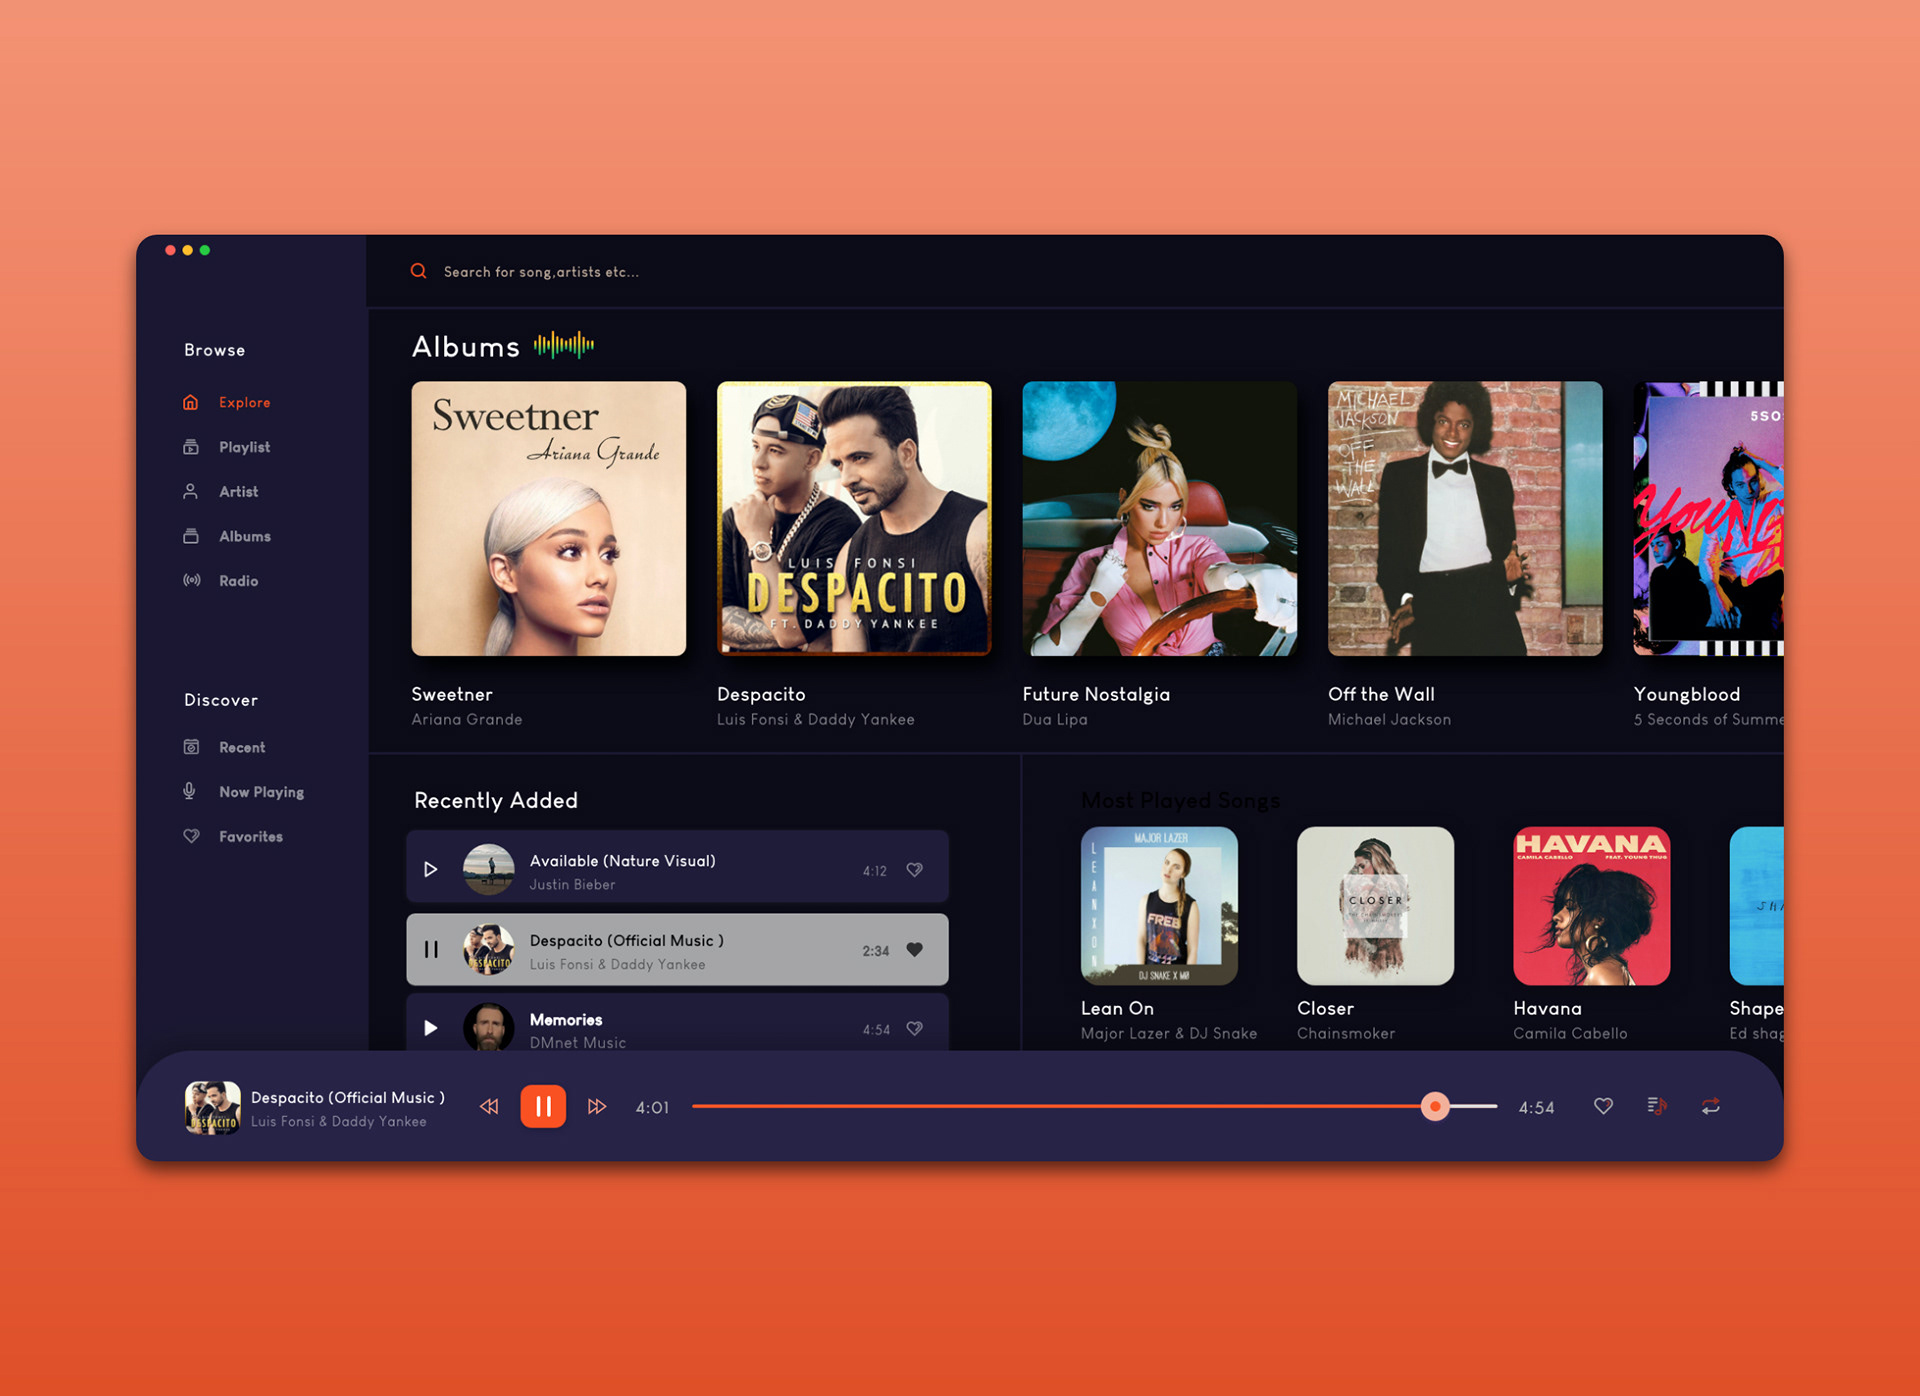 Search for song,artists etc...
Browse
Explore
Playlist
Artist
Albums
Radio
Discover
Recent
Now Playing
Favorites
Albums
Sweetner
Ariana Grande
LUIS FONSI
DESPACITO
FT. DADDY YANKEE
MICHAEL
JACKSON
OFF
THE
WALL
5SO
YOUNG
Sweetner
Ariana Grande
Despacito
Luis Fonsi & Daddy Yankee
Future Nostalgia
Dua Lipa
Off the Wall
Michael Jackson
Youngblood
5 Seconds of Summe
Recently Added
Available (Nature Visual)
Justin Bieber
4:12
DESPACITO
Despacito (Official Music )
Luis Fonsi & Daddy Yankee
2:34
Memories
DMnet Music
4:54
Most Played Songs
MAJOR LAZER
LEAN ON
FREE
DJ SNAKE X MØ
CLOSER
HAVANA
CAMILA CABELLO FEAT. YOUNG THUG
Lean On
Major Lazer & DJ Snake
Closer
Chainsmoker
Havana
Camila Cabello
Shape
Ed shag
DESPACITO
Despacito (Official Music )
Luis Fonsi & Daddy Yankee
4:01
4:54